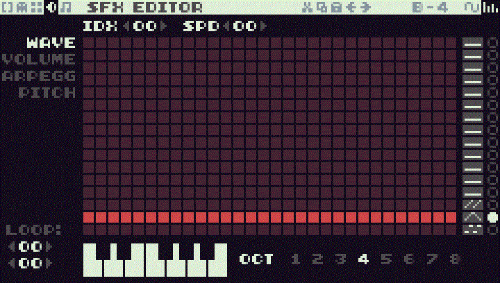 SFX EDITOR B-4
IDX 00 SPD 00
WAVE
VOLUME
ARPEGG
PITCH
LOOP:
00
00
OCT 1 2 3 4 5 6 7 8